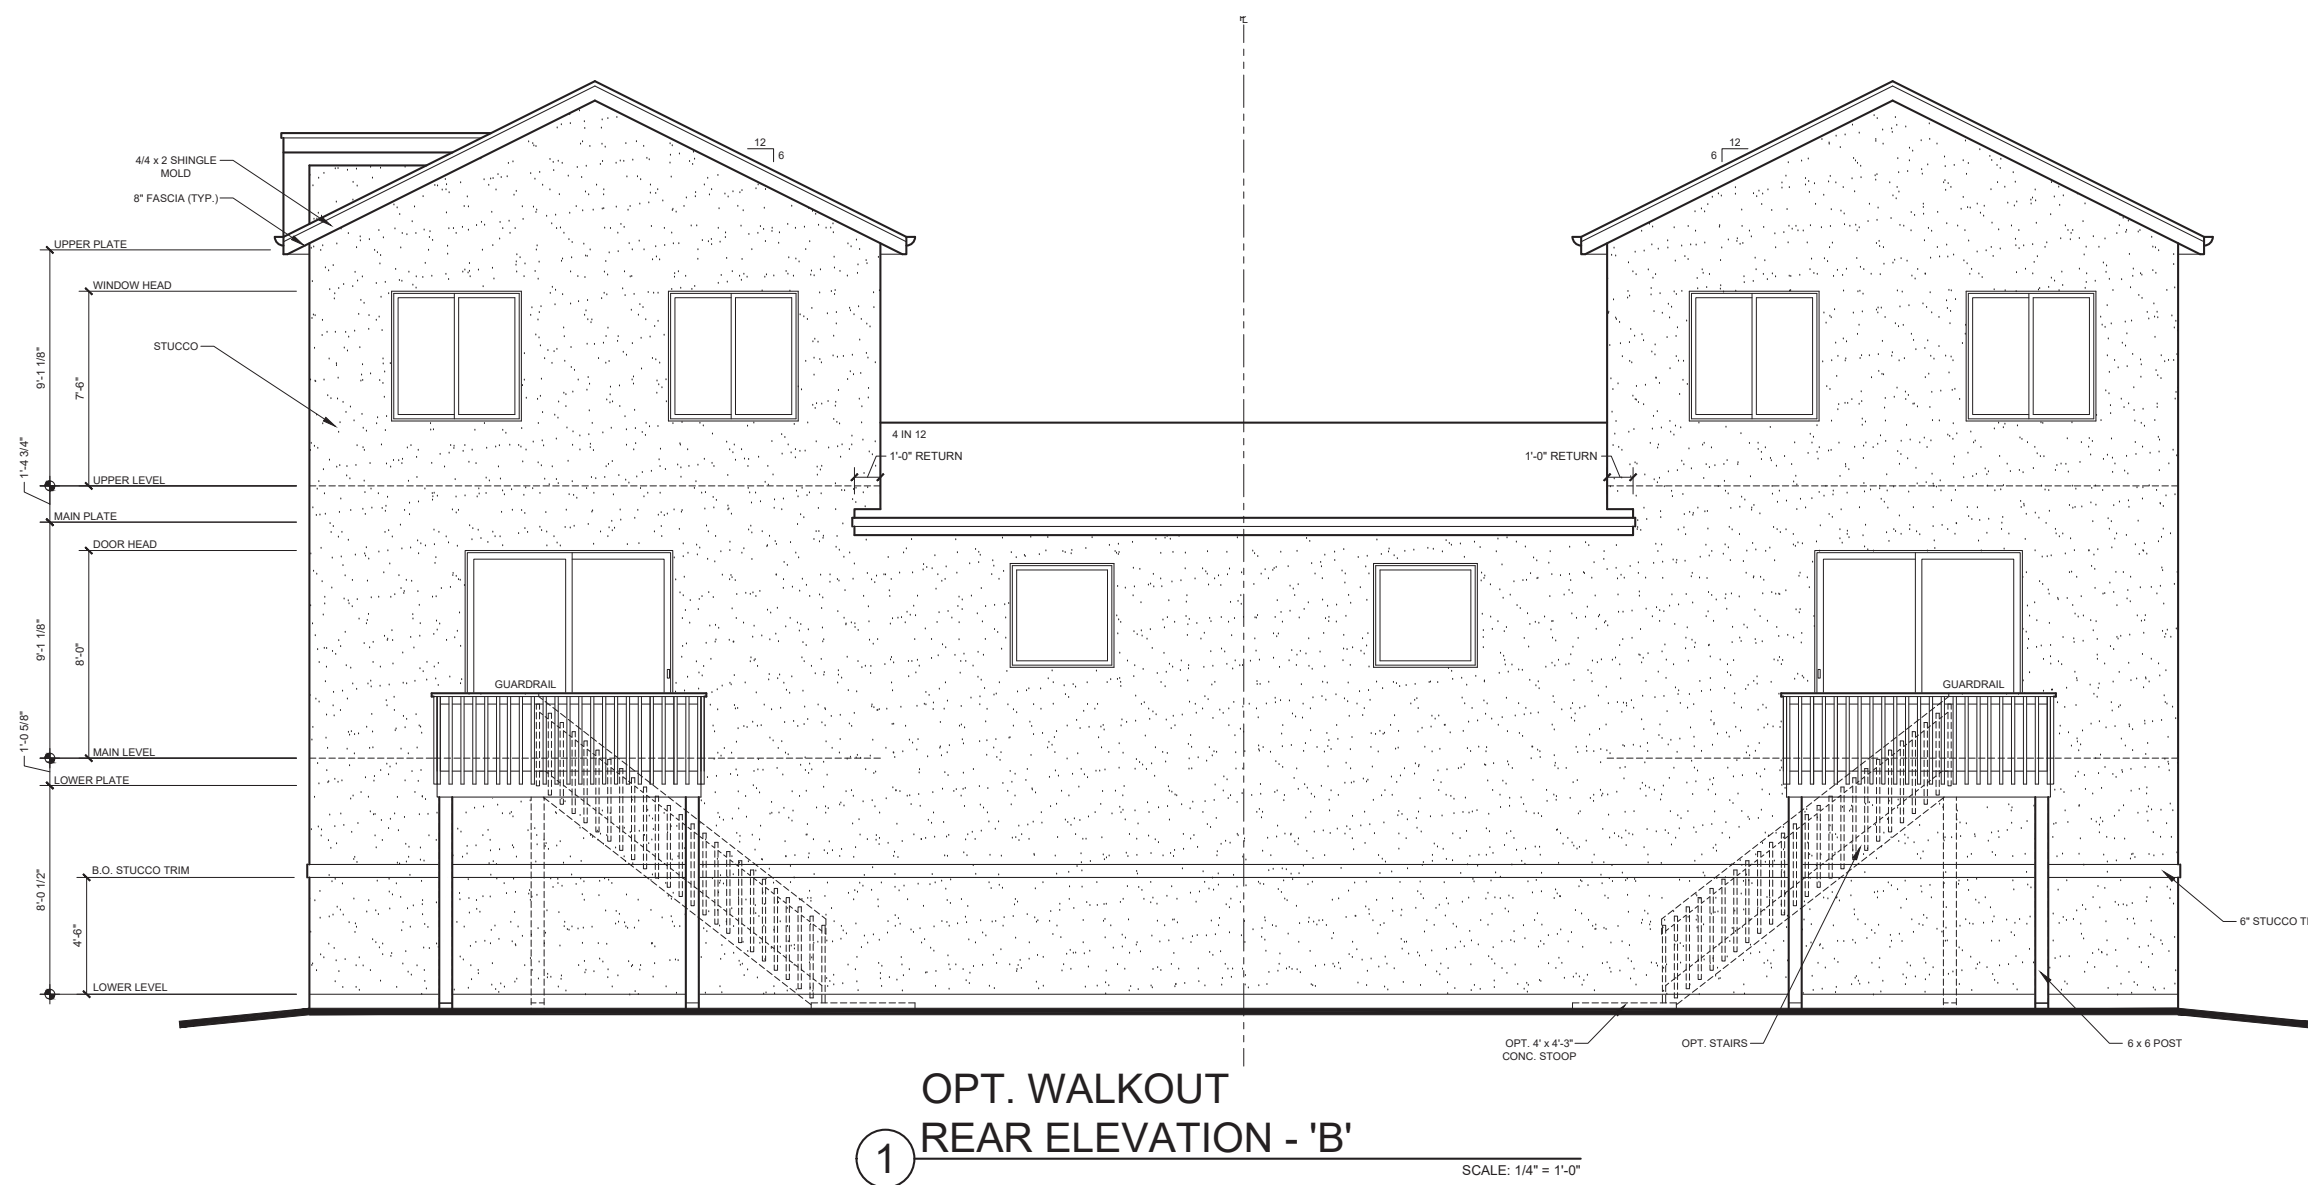 ℄
12
6
12
6
4/4 x 2 SHINGLE
MOLD
8" FASCIA (TYP.)
UPPER PLATE
WINDOW HEAD
9'-1 1/8"
7'-6"
STUCCO
4 IN 12
1'-0" RETURN
1'-0" RETURN
1'-4 3/4"
UPPER LEVEL
MAIN PLATE
DOOR HEAD
9'-1 1/8"
8'-0"
GUARDRAIL
GUARDRAIL
1'-0 5/8"
MAIN LEVEL
LOWER PLATE
B.O. STUCCO TRIM
8'-0 1/2"
4'-6"
6" STUCCO
LOWER LEVEL
OPT. 4' x 4'-3"
CONC. STOOP
OPT. STAIRS
6 x 6 POST
OPT. WALKOUT
1
REAR ELEVATION - 'B'
SCALE: 1/4" = 1'-0"